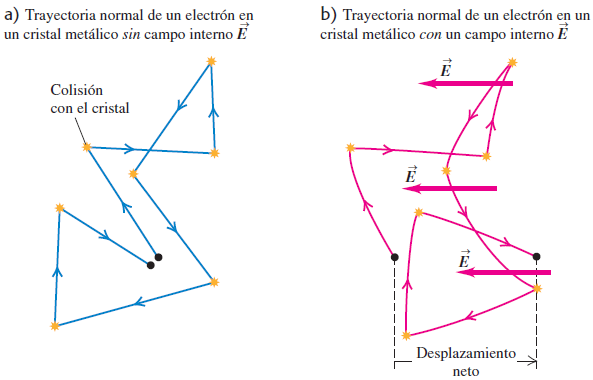 a) Trayectoria normal de un electrón en
un cristal metálico sin campo interno E⃗
b) Trayectoria normal de un electrón en un
cristal metálico con un campo interno E⃗
Colisión
con el cristal
E⃗
E⃗
E⃗
Desplazamiento
neto